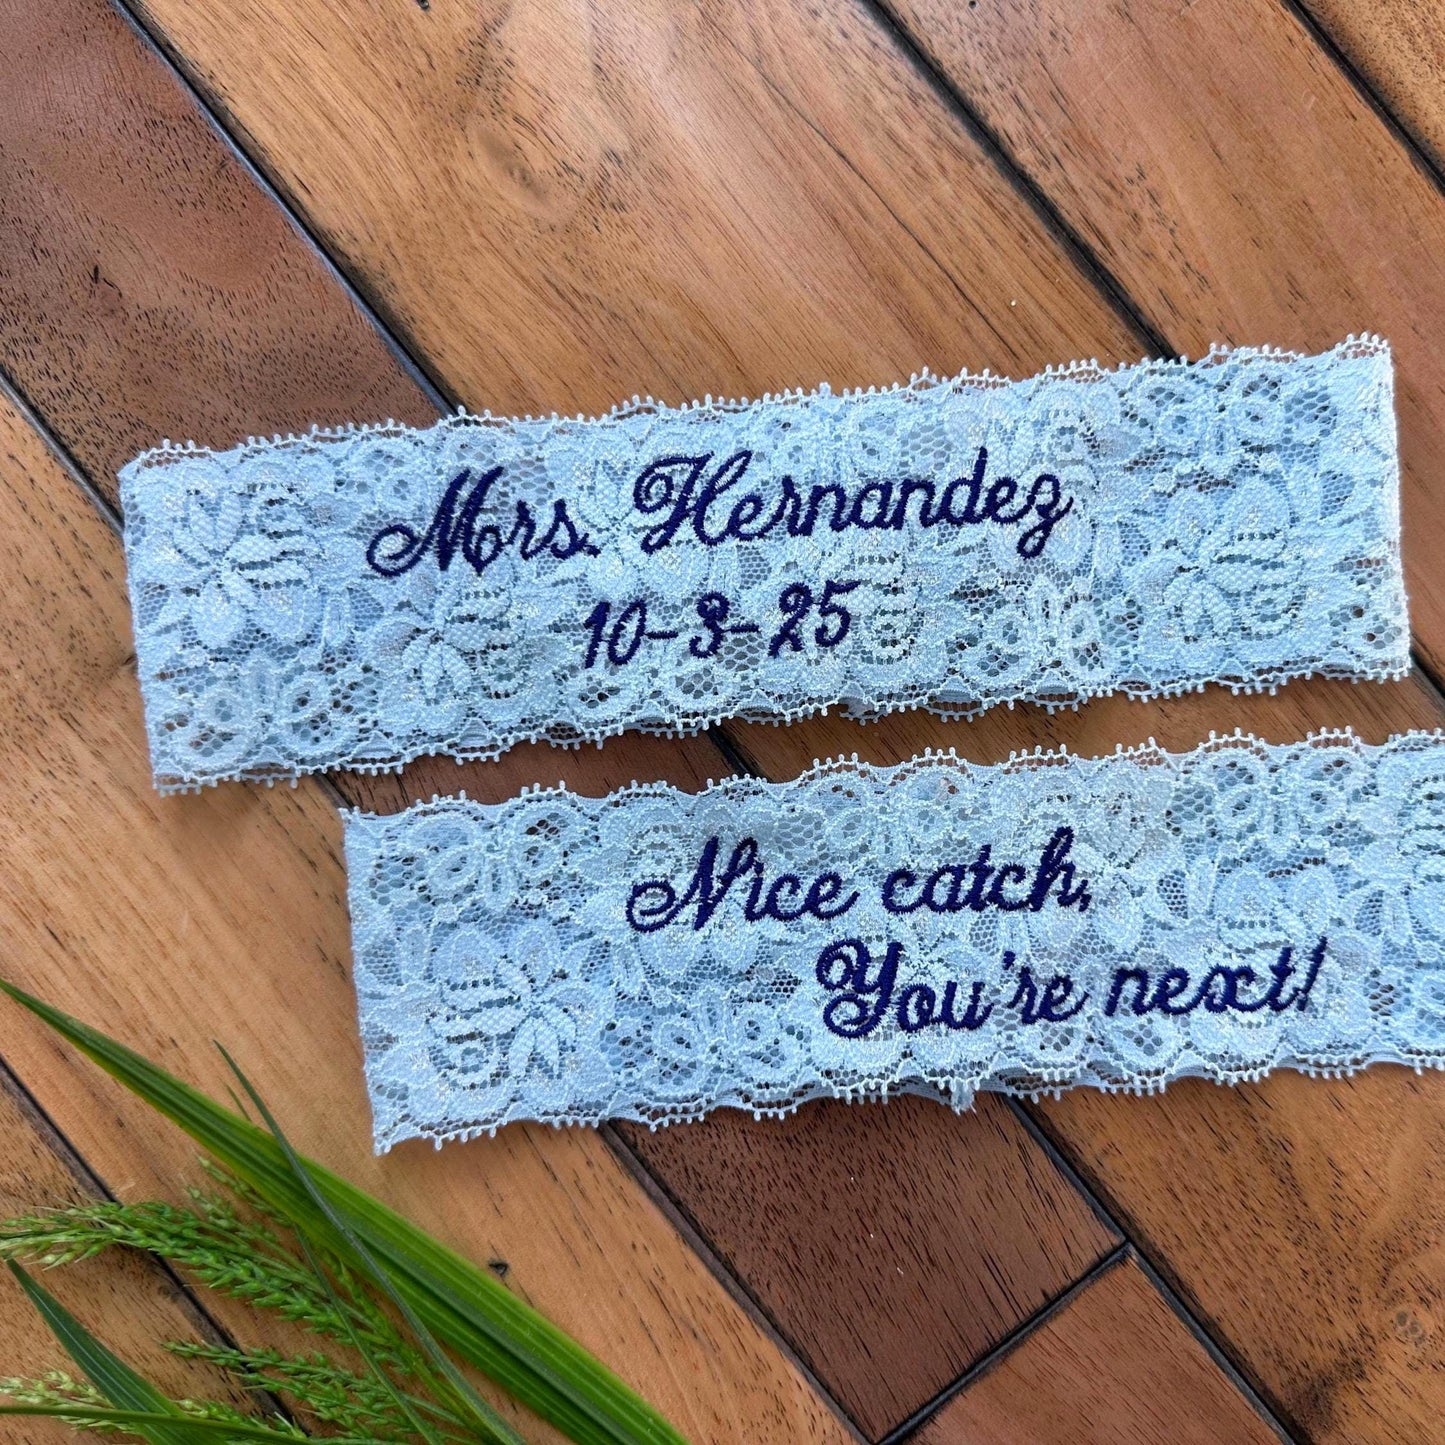 Mrs. Hernandez
10-3-25
Nice catch,
You're next!